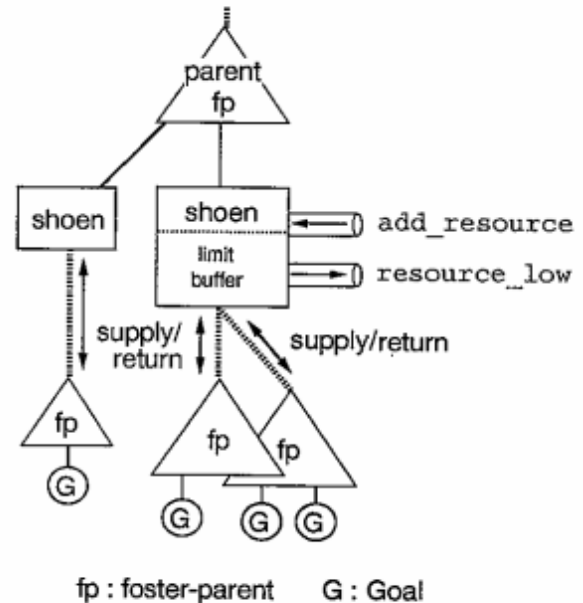 parent
fp
shoen
shoen
add_resource
limit
buffer
resource_low
supply/
return
supply/return
fp
fp
fp
G
G
G
G
fp : foster-parent G : Goal